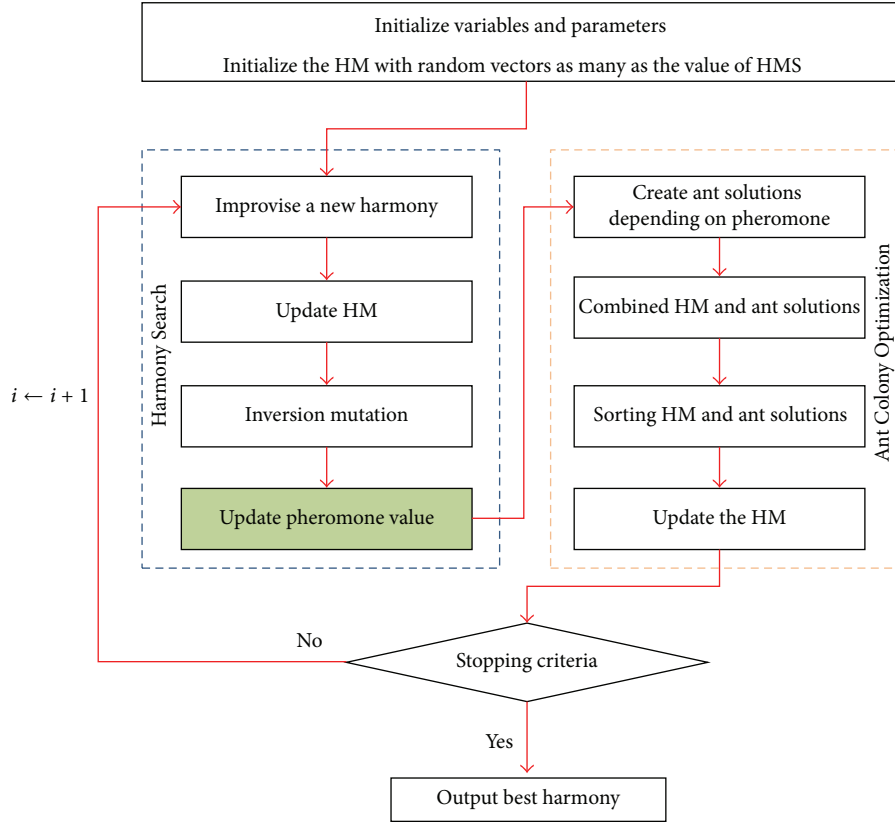 Initialize variables and parameters
Initialize the HM with random vectors as many as the value of HMS
Harmony Search
Improvise a new harmony
Update HM
Inversion mutation
Update pheromone value
i ← i + 1
Create ant solutions
depending on pheromone
Combined HM and ant solutions
Sorting HM and ant solutions
Update the HM
Ant Colony Optimization
No
Stopping criteria
Yes
Output best harmony